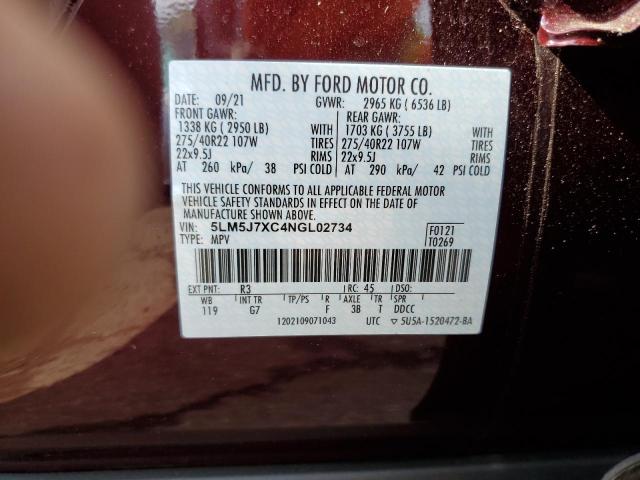 MFD. BY FORD MOTOR CO.
DATE: 09/21 GVWR: 2965 KG ( 6536 LB)
FRONT GAWR: REAR GAWR:
1338 KG ( 2950 LB) WITH 1703 KG ( 3755 LB) WITH
275/40R22 107W TIRES 275/40R22 107W TIRES
22x9.5J RIMS 22x9.5J RIMS
AT 260 kPa/ 38 PSI COLD AT 290 kPa/ 42 PSI COLD
THIS VEHICLE CONFORMS TO ALL APPLICABLE FEDERAL MOTOR
VEHICLE SAFETY STANDARDS IN EFFECT ON THE DATE OF
MANUFACTURE SHOWN ABOVE.
VIN: 5LM5J7XC4NGL02734 F0121
TYPE: MPV T0269
EXT PNT: R3 RC: 45 DSO:
WB INT TR TP/PS R AXLE TR SPR
119 G7 F 3B T DDCC
1202109071043 UTC ▽ 5U5A-1520472-BA